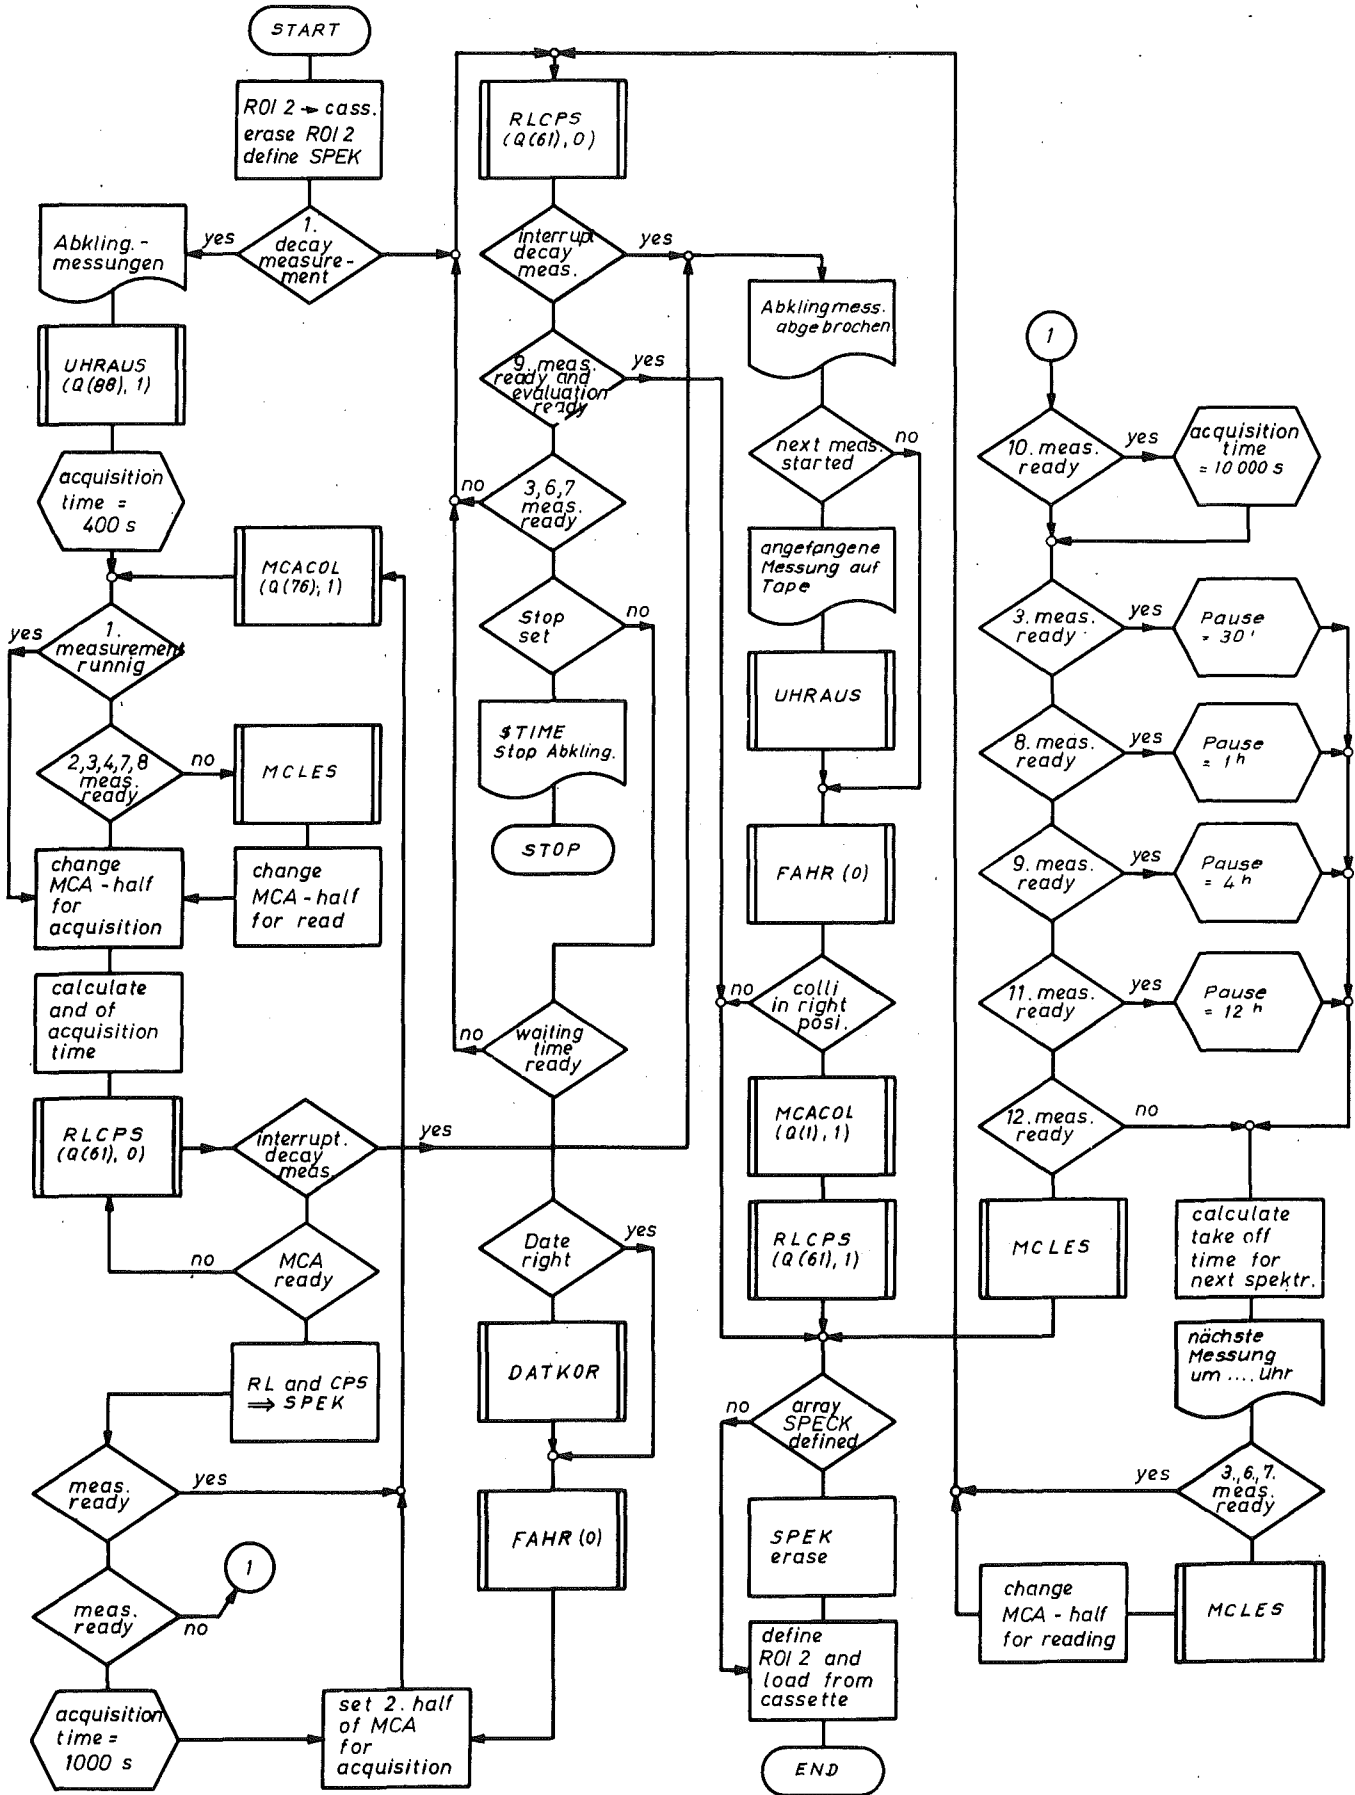 START
ROI 2 → cass.
erase ROI 2
define SPEK
1.
decay
measure-
ment
yes
Abkling.-
messungen
UHRAUS
(Q(88), 1)
acquisition
time =
400 s
MCACOL
(Q(76), 1)
1.
measurement
runnig
yes
2,3,4,7,8
meas.
ready
no
MCLES
change
MCA-half
for
acquisition
change
MCA-half
for read
calculate
and of
acquisition
time
RLCPS
(Q(61), 0)
interrupt.
decay
meas.
yes
MCA
ready
no
RL and CPS
⇒ SPEK
meas.
ready
yes
meas.
ready
no
1
acquisition
time =
1000 s
set 2. half
of MCA
for
acquisition
RLCPS
(Q(61), 0)
interrupt
decay
meas.
yes
9. meas.
ready and
evaluation
ready
yes
3,6,7
meas.
ready
no
Stop
set
no
$TIME
Stop Abkling.
STOP
waiting
time
ready
no
Date
right
yes
DATKOR
FAHR (0)
Abklingmess.
abgebrochen
next meas.
started
no
angefangene
Messung auf
Tape
UHRAUS
FAHR (0)
colli
in right
posi.
no
MCACOL
(Q(1), 1)
RLCPS
(Q(61), 1)
array
SPECK
defined
no
SPEK
erase
define
ROI 2 and
load from
cassette
END
1
10. meas.
ready
yes
acquisition
time
= 10 000 s
3. meas.
ready
yes
Pause
= 30'
8. meas.
ready
yes
Pause
= 1 h
9. meas.
ready
yes
Pause
= 4 h
11. meas.
ready
yes
Pause
= 12 h
12. meas.
ready
no
MCLES
calculate
take off
time for
next spektr.
nächste
Messung
um .... Uhr
3.,6.,7.
meas.
ready
yes
MCLES
change
MCA-half
for reading